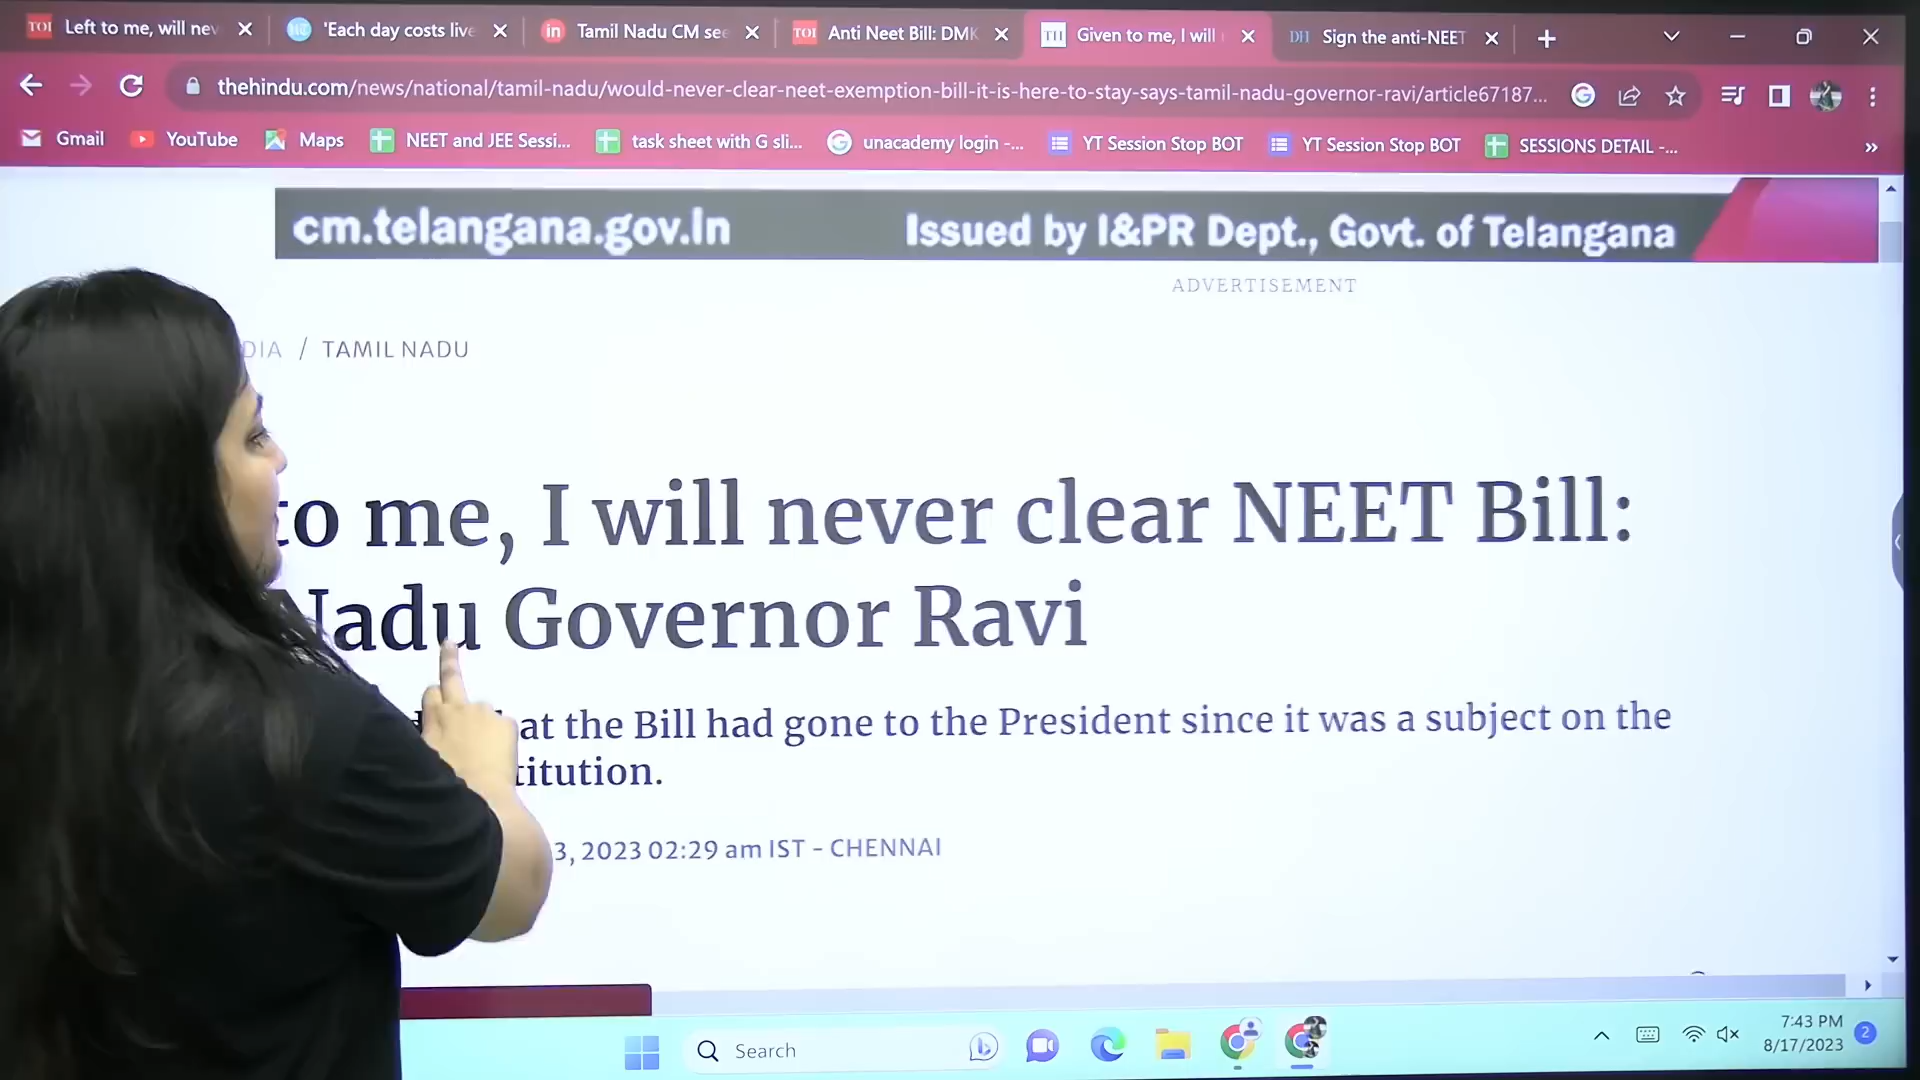 TOI Left to me, will nev
'Each day costs live
in Tamil Nadu CM see
TOI Anti Neet Bill: DMK
TH Given to me, I will
DH Sign the anti-NEET
thehindu.com/news/national/tamil-nadu/would-never-clear-neet-exemption-bill-it-is-here-to-stay-says-tamil-nadu-governor-ravi/article67187...
Gmail
YouTube
Maps
NEET and JEE Sessi...
task sheet with G sli...
unacademy login -...
YT Session Stop BOT
YT Session Stop BOT
SESSIONS DETAIL -...
cm.telangana.gov.in
Issued by I&PR Dept., Govt. of Telangana
ADVERTISEMENT
DIA / TAMIL NADU
to me, I will never clear NEET Bill:
Nadu Governor Ravi
at the Bill had gone to the President since it was a subject on the
titution.
3, 2023 02:29 am IST - CHENNAI
Search
7:43 PM
8/17/2023
2